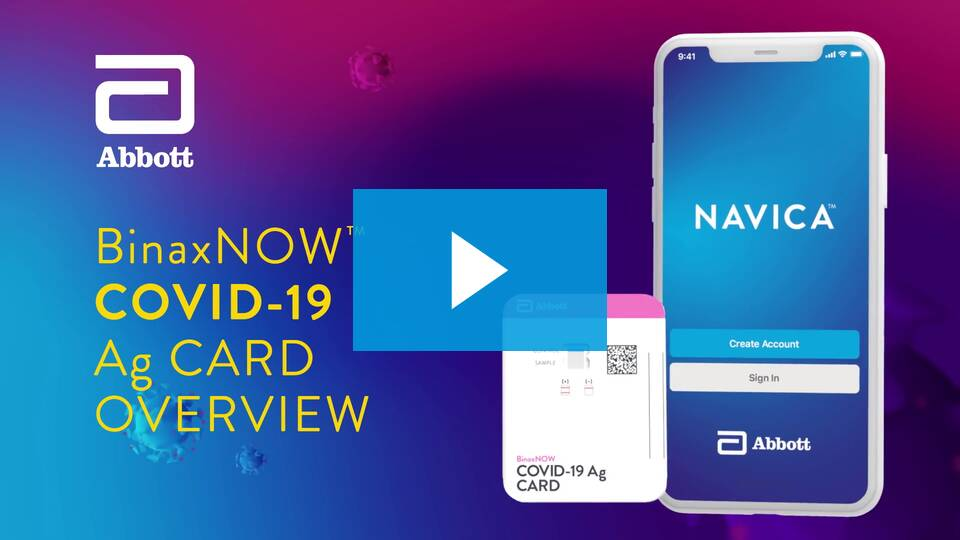 Abbott
BinaxNOW™
COVID-19
Ag CARD
OVERVIEW
9:41
NAVICA™
Create Account
Sign In
Abbott
Abbott
SAMPLE
[+] [-]
BinaxNOW
COVID-19 Ag
CARD